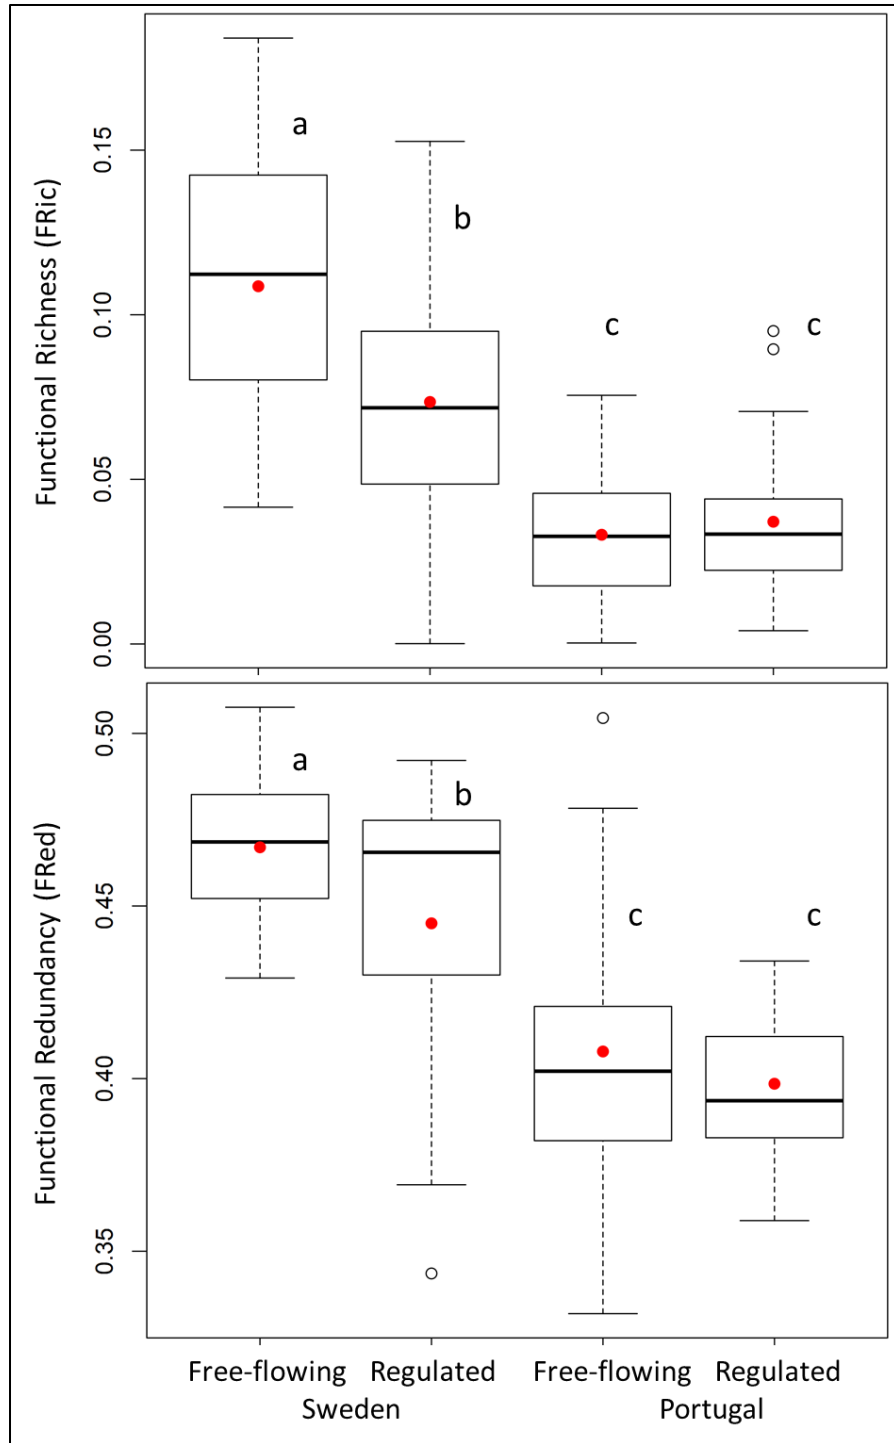 Functional Richness (FRic)
0.15
0.10
0.05
0.00
a
b
c
c
Functional Redundancy (FRed)
0.50
0.45
0.40
0.35
a
b
c
c
Free-flowing Regulated Free-flowing Regulated
Sweden Portugal